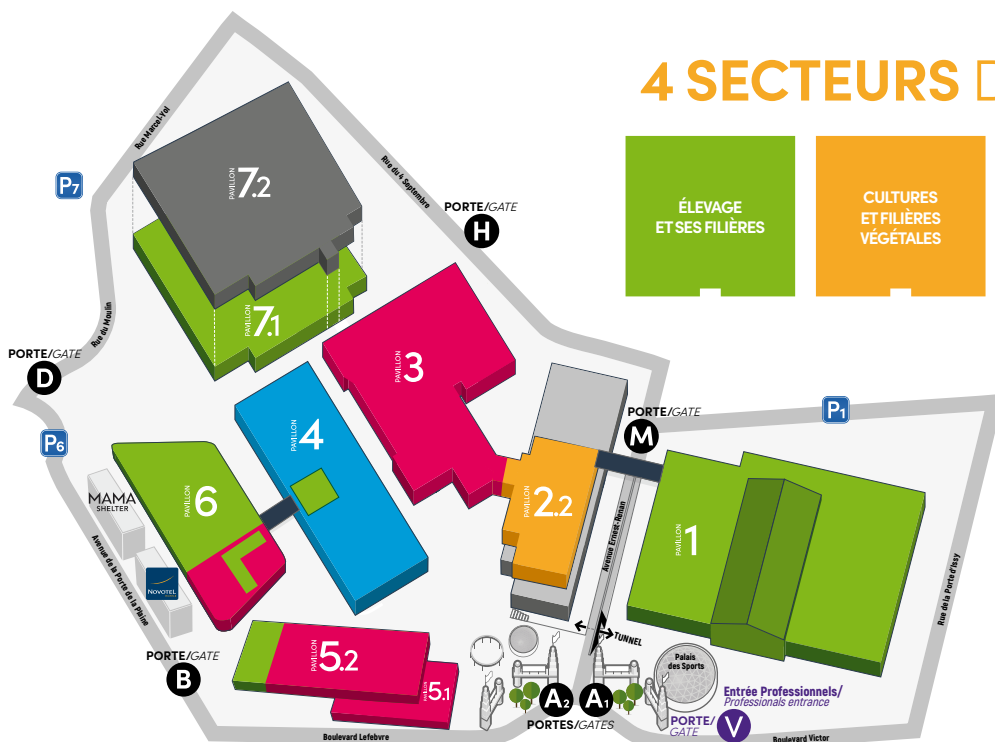 4 SECTEURS
ÉLEVAGE
ET SES FILIÈRES
CULTURES
ET FILIÈRES
VÉGÉTALES
Rue Marcel-Yol
Rue du 4 Septembre
P7
PAVILLON 7.2
PORTE/GATE
H
PAVILLON 7.1
Rue du Moulin
PORTE/GATE
D
PAVILLON 3
PORTE/GATE
M
P1
P6
PAVILLON 4
PAVILLON 6
MAMA
SHELTER
PAVILLON 2.2
Avenue Ernest-Renan
PAVILLON 1
Rue de la Porte d'Issy
Avenue de la Porte de la Plaine
NOVOTEL
PORTE/GATE
B
PAVILLON 5.2
PAVILLON 5.1
TUNNEL
Palais
des Sports
A2
A1
PORTES/GATES
Entrée Professionnels/
Professionals entrance
PORTE/
GATE
V
Boulevard Lefebvre
Boulevard Victor